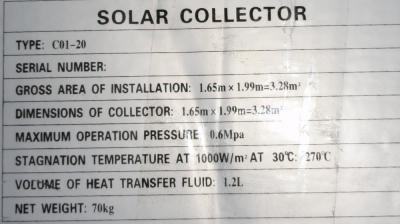 SOLAR COLLECTOR
TYPE: C01-20
SERIAL NUMBER:
GROSS AREA OF INSTALLATION: 1.65m×1.99m=3.28m²
DIMENSIONS OF COLLECTOR: 1.65m×1.99m=3.28m²
MAXIMUM OPERATION PRESSURE: 0.6Mpa
STAGNATION TEMPERATURE AT 1000W/m² AT 30℃: 270℃
VOLUME OF HEAT TRANSFER FLUID: 1.2L
NET WEIGHT: 70kg